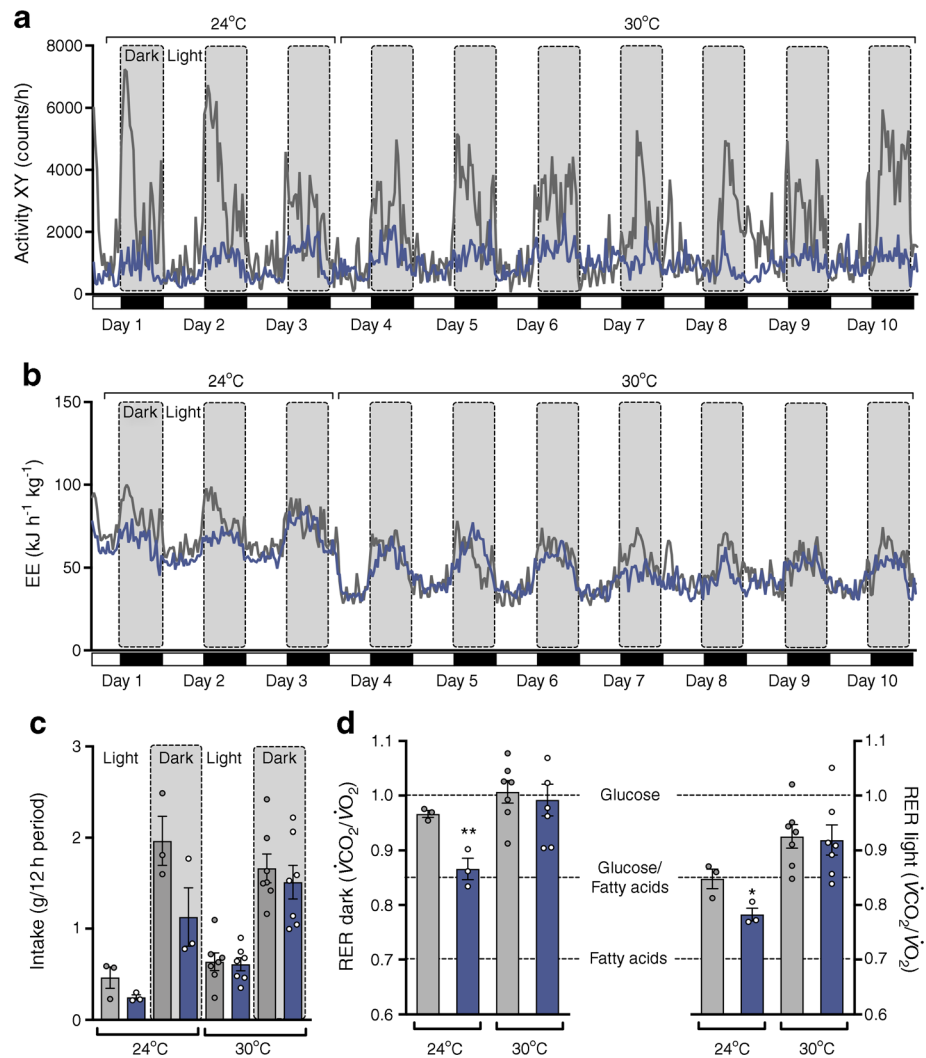 a
24°C
30°C
Activity XY (counts/h)
8000
6000
4000
2000
0
Dark Light
Day 1 Day 2 Day 3 Day 4 Day 5 Day 6 Day 7 Day 8 Day 9 Day 10
b
24°C
30°C
EE (kJ h⁻¹ kg⁻¹)
150
100
50
0
Dark Light
Day 1 Day 2 Day 3 Day 4 Day 5 Day 6 Day 7 Day 8 Day 9 Day 10
c
Intake (g/12 h period)
3
2
1
0
Light Dark Light Dark
24°C 30°C
d
RER dark (V̇CO₂/V̇O₂)
1.1
1.0
0.9
0.8
0.7
0.6
**
24°C 30°C
Glucose
Glucose/
Fatty acids
Fatty acids
*
24°C 30°C
1.1
1.0
0.9
0.8
0.7
0.6
RER light (V̇CO₂/V̇O₂)